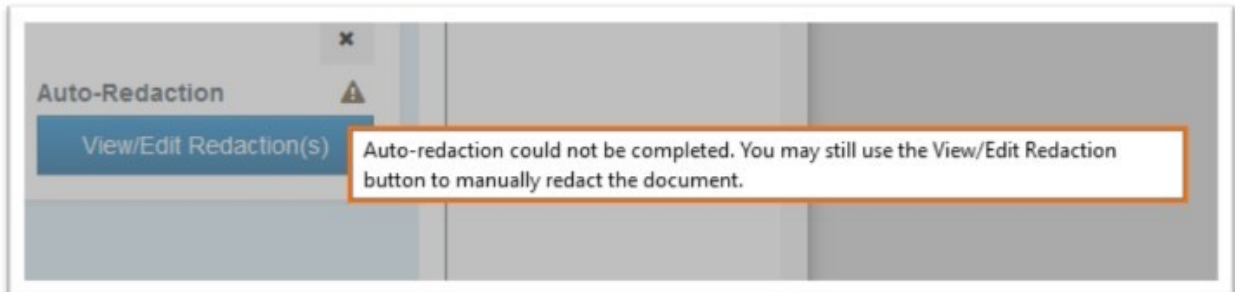 Auto-Redaction
View/Edit Redaction(s)
Auto-redaction could not be completed. You may still use the View/Edit Redaction
button to manually redact the document.